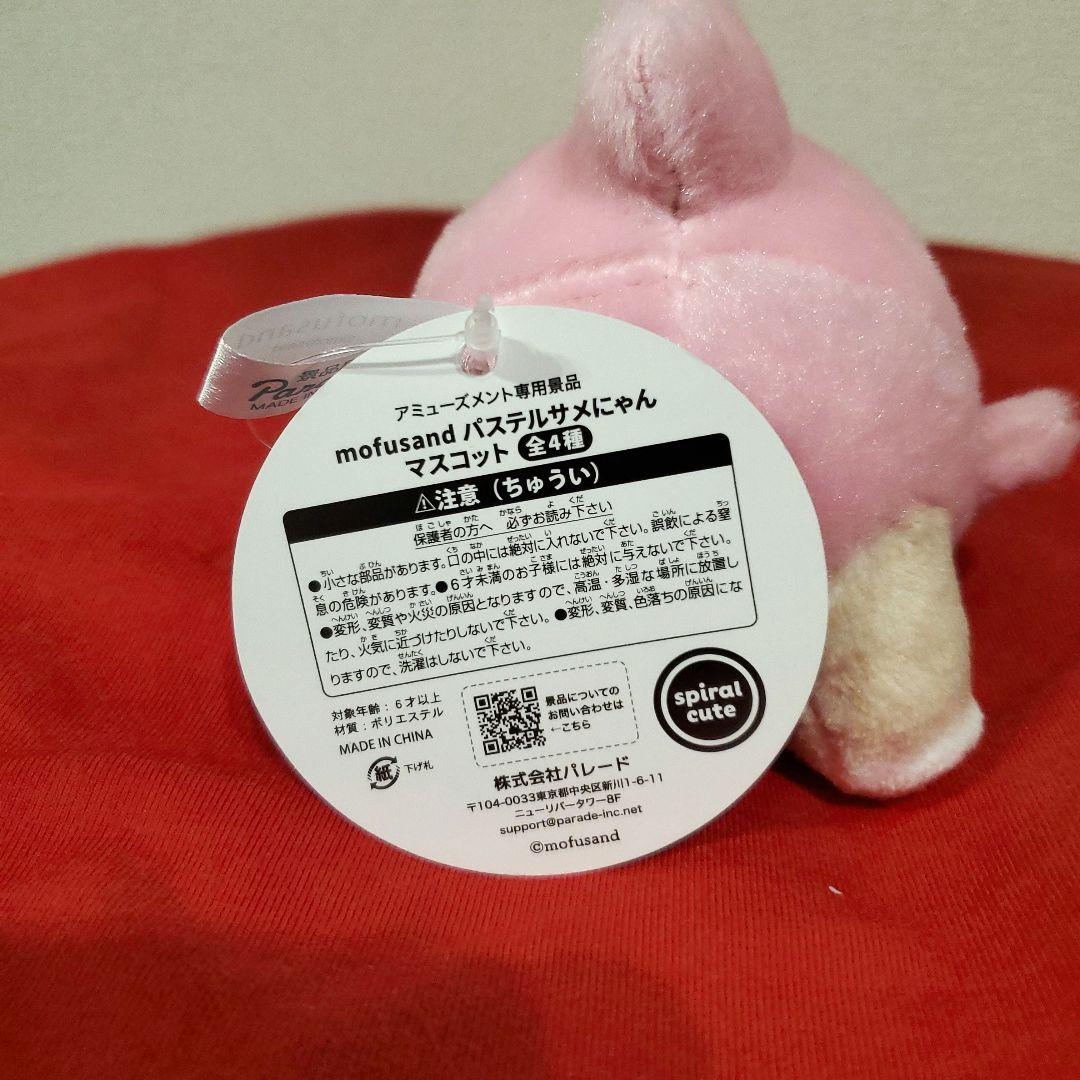 アミューズメント専用景品
mofusand パステルサメにゃん
マスコット 全4種
⚠注意（ちゅうい）
保護者の方へ 必ずお読み下さい
●小さな部品があります。口の中には絶対に入れないで下さい。誤飲による窒
息の危険があります。●6才未満のお子様には絶対に与えないで下さい。
●変形、変質や火災の原因となりますので、高温・多湿な場所に放置し
たり、火気に近づけたりしないで下さい。●変形、変質、色落ちの原因にな
りますので、洗濯はしないで下さい。
対象年齢：6才以上
材質：ポリエステル
MADE IN CHINA
紙 下げ札
景品についての
お問い合わせは
←こちら
spiral
cute
株式会社パレード
〒104-0033東京都中央区新川1-6-11
ニューリバータワー8F
support@parade-inc.net
©mofusand
景品
MADE IN